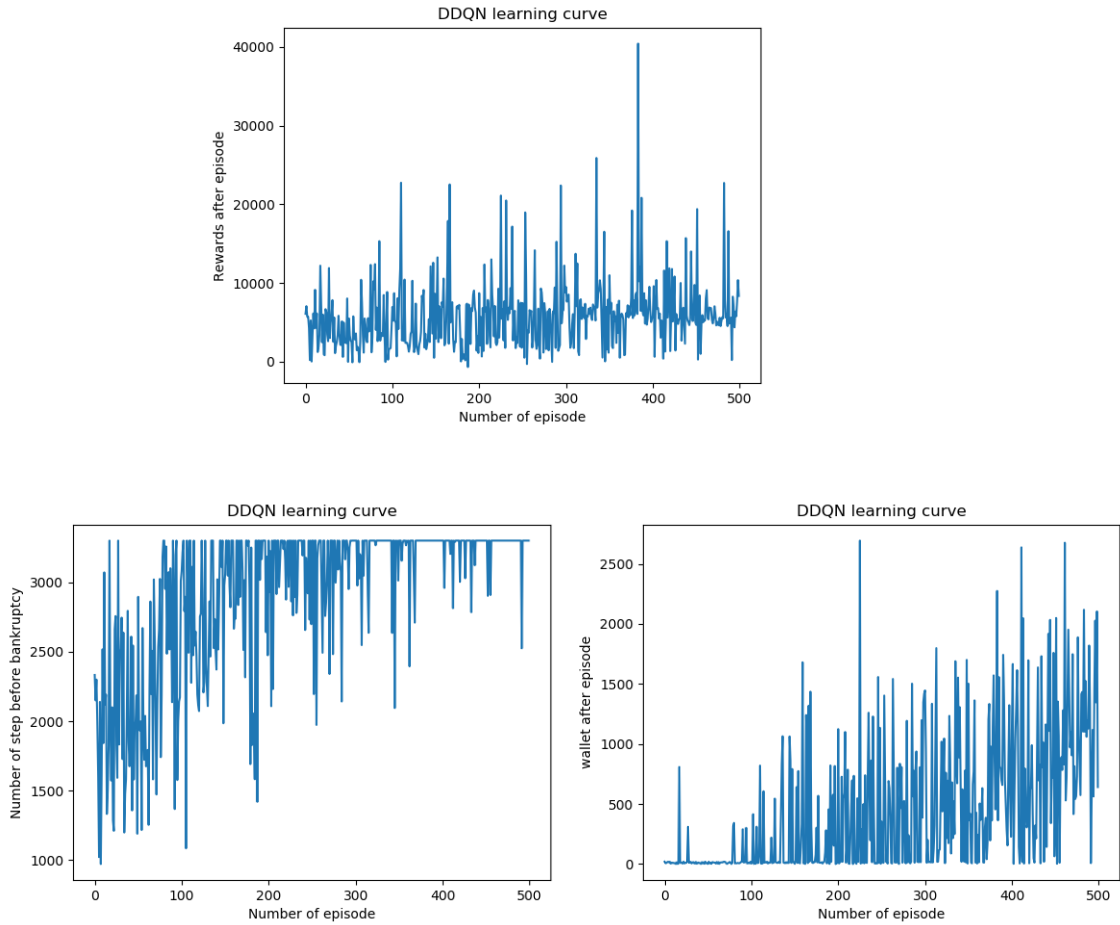 DDQN learning curve
Rewards after episode
40000
30000
20000
10000
0
0 100 200 300 400 500
Number of episode
DDQN learning curve
Number of step before bankruptcy
3000
2500
2000
1500
1000
0 100 200 300 400 500
Number of episode
DDQN learning curve
wallet after episode
2500
2000
1500
1000
500
0
0 100 200 300 400 500
Number of episode